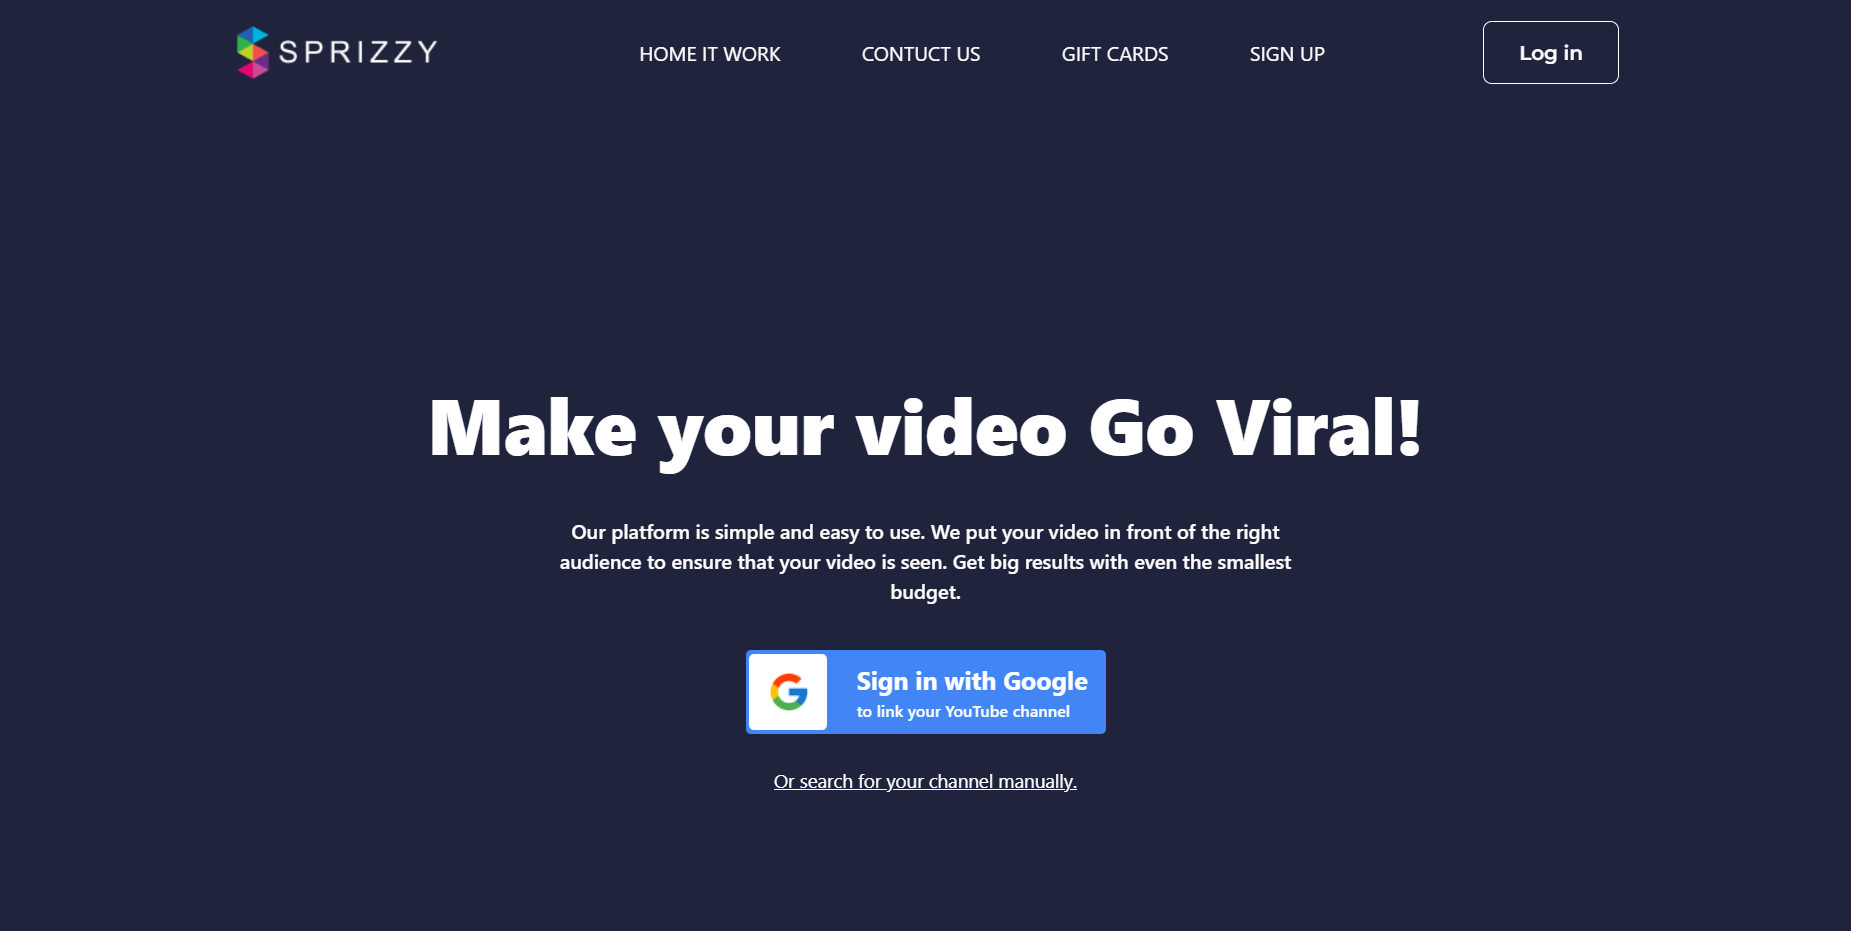 SPRIZZY
HOME IT WORK
CONTUCT US
GIFT CARDS
SIGN UP
Log in
Make your video Go Viral!
Our platform is simple and easy to use. We put your video in front of the right
audience to ensure that your video is seen. Get big results with even the smallest
budget.
Sign in with Google
to link your YouTube channel
Or search for your channel manually.